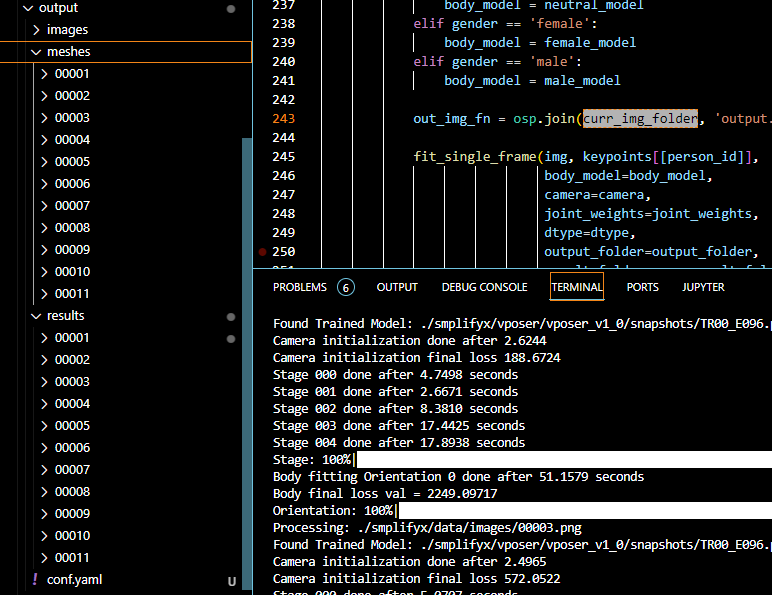 output
images
meshes
00001
00002
00003
00004
00005
00006
00007
00008
00009
00010
00011
results
00001
00002
00003
00004
00005
00006
00007
00008
00009
00010
00011
! conf.yaml U
237 body_model = neutral_model
238 elif gender == 'female':
239 body_model = female_model
240 elif gender == 'male':
241 body_model = male_model
242
243 out_img_fn = osp.join(curr_img_folder, 'output.
244
245 fit_single_frame(img, keypoints[[person_id]],
246 body_model=body_model,
247 camera=camera,
248 joint_weights=joint_weights,
249 dtype=dtype,
250 output_folder=output_folder,
PROBLEMS 6 OUTPUT DEBUG CONSOLE TERMINAL PORTS JUPYTER
Found Trained Model: ./smplifyx/vposer/vposer_v1_0/snapshots/TR00_E096.p
Camera initialization done after 2.6244
Camera initialization final loss 188.6724
Stage 000 done after 4.7498 seconds
Stage 001 done after 2.6671 seconds
Stage 002 done after 8.3810 seconds
Stage 003 done after 17.4425 seconds
Stage 004 done after 17.8938 seconds
Stage: 100%|
Body fitting Orientation 0 done after 51.1579 seconds
Body final loss val = 2249.09717
Orientation: 100%|
Processing: ./smplifyx/data/images/00003.png
Found Trained Model: ./smplifyx/vposer/vposer_v1_0/snapshots/TR00_E096.p
Camera initialization done after 2.4965
Camera initialization final loss 572.0522